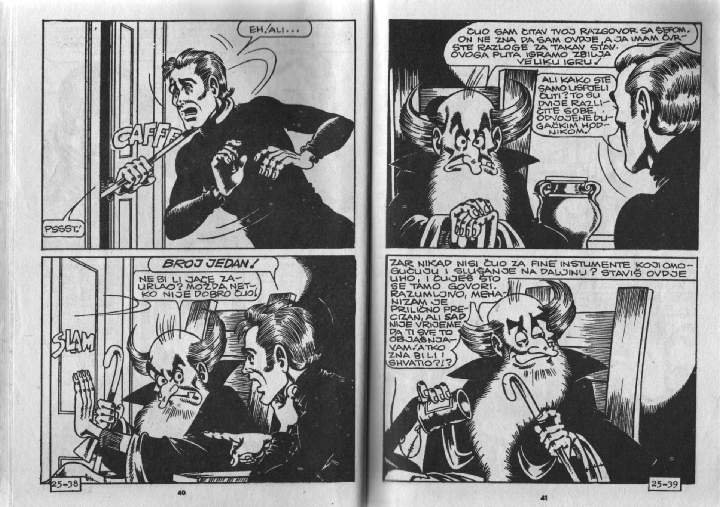 EH! ALI...
CAFFE
PSSST!
BROJ JEDAN!
NE BI LI JAČE ZA-
URLAO? MOŽDA NET-
KO NIJE DOBRO ČUO!
SLAM
25-38
40
ČUO SAM ČITAV TVOJ RAZGOVOR SA ŠEFOM.
ON NE ZNA DA SAM OVDJE, A JA IMAM ČVR-
STE RAZLOGE ZA TAKAV STAV.
OVOGA PUTA IGRAMO ZBILJA
VELIKU IGRU!
ALI KAKO STE
SAMO USPJELI
ČUTI? TO SU
DVIJE RAZLI-
ČITE SOBE,
ODVOJENE DU-
GAČKIM HOD-
NIKOM!
ZAR NIKAD NISI ČUO ZA FINE INSTUMENTE KOJI OMO-
GUĆUJU I SLUŠANJE NA DALJINU? STAVIŠ OVDJE
UHO, I ČUJEŠ ŠTO
SE TAMO GOVORI.
RAZUMLJIVO, MEHA-
NIZAM JE
PRILIČNO PRE-
CIZAN, ALI SAD
NIJE VRIJEME
DA TI SVE TO
OBJAŠNJA-
VAM! A TKO
ZNA BI LI I
SHVATIO?!?
25-39
41